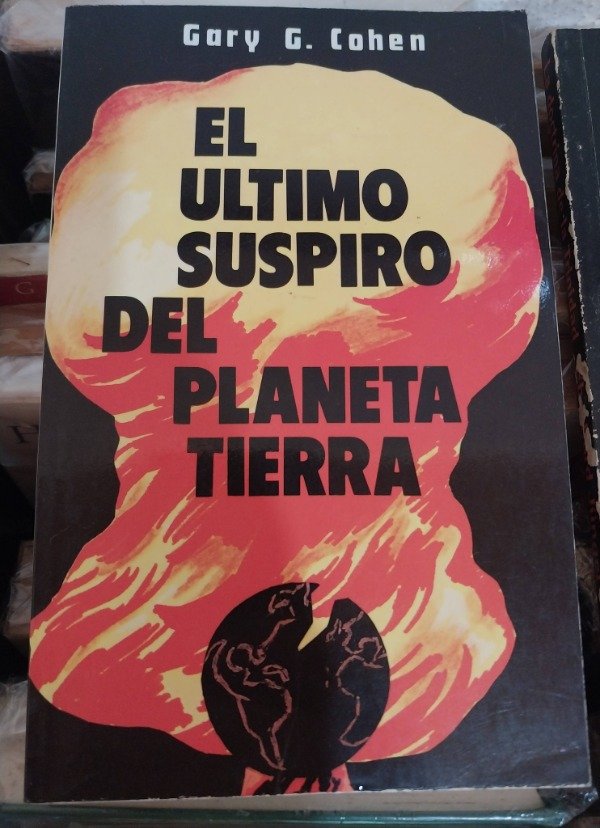 Gary G. Cohen
EL
ULTIMO
SUSPIRO
DEL
PLANETA
TIERRA
G
H